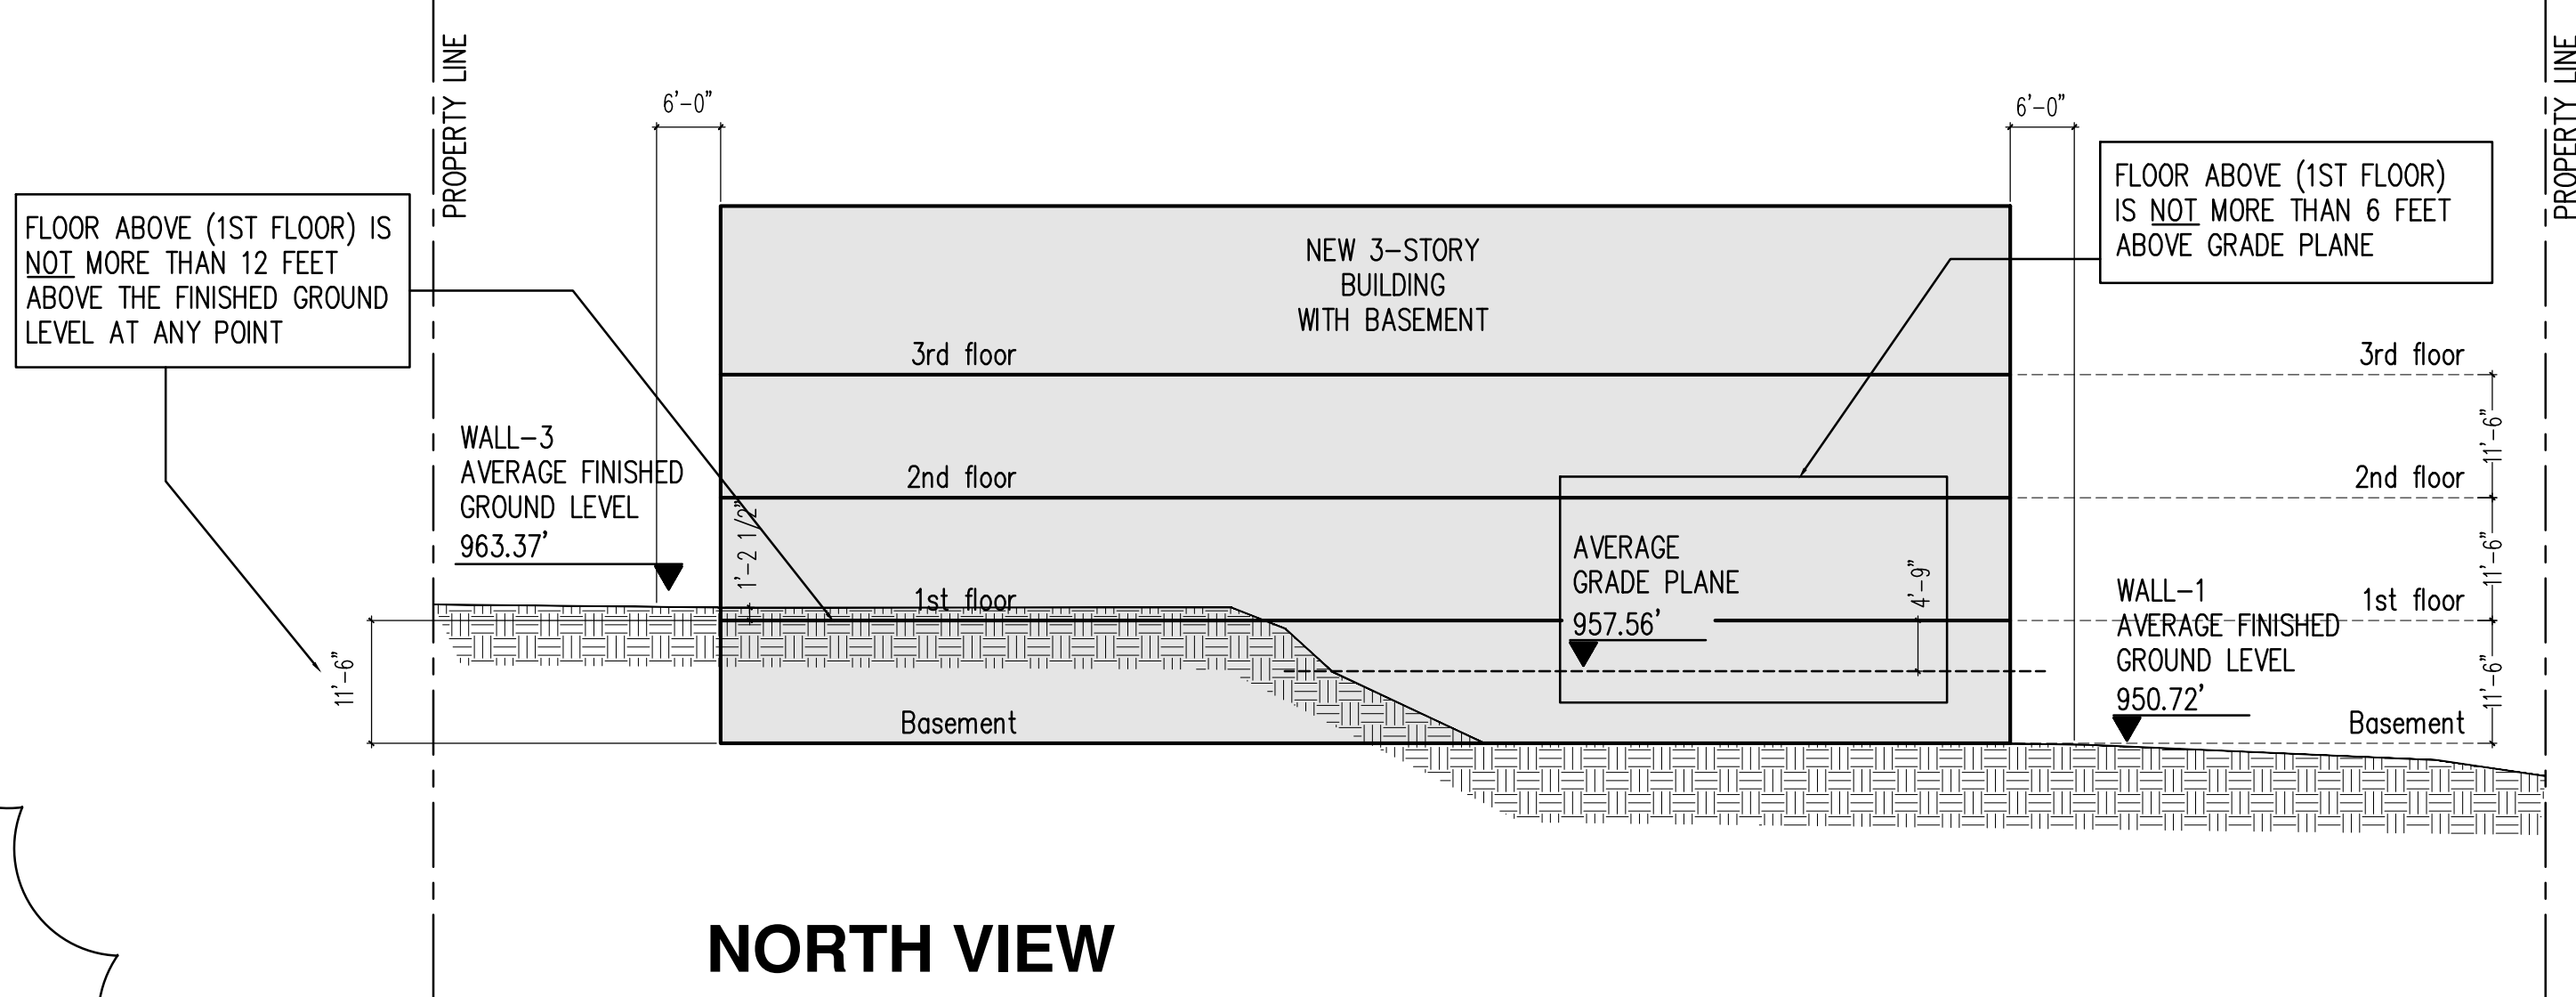 PROPERTY LINE
PROPERTY LINE
6'-0"
6'-0"
FLOOR ABOVE (1ST FLOOR) IS
NOT MORE THAN 12 FEET
ABOVE THE FINISHED GROUND
LEVEL AT ANY POINT
FLOOR ABOVE (1ST FLOOR)
IS NOT MORE THAN 6 FEET
ABOVE GRADE PLANE
NEW 3-STORY
BUILDING
WITH BASEMENT
3rd floor
3rd floor
11'-6"
WALL-3
AVERAGE FINISHED
GROUND LEVEL
963.37'
2nd floor
2nd floor
1'-2 1/2"
11'-6"
AVERAGE
GRADE PLANE
957.56'
4'-9"
1st floor
1st floor
WALL-1
AVERAGE FINISHED
GROUND LEVEL
950.72'
11'-6"
11'-6"
Basement
Basement
NORTH VIEW